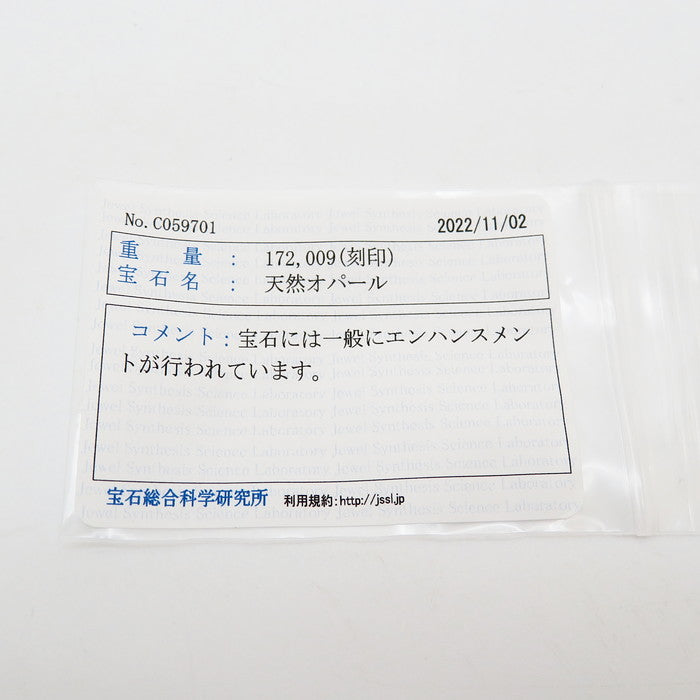 No.C059701 2022/11/02
重量 : 172,009(刻印)
宝石名 : 天然オパール
コメント : 宝石には一般にエンハンスメン
トが行われています。
宝石総合科学研究所 利用規約:http://jssl.jp